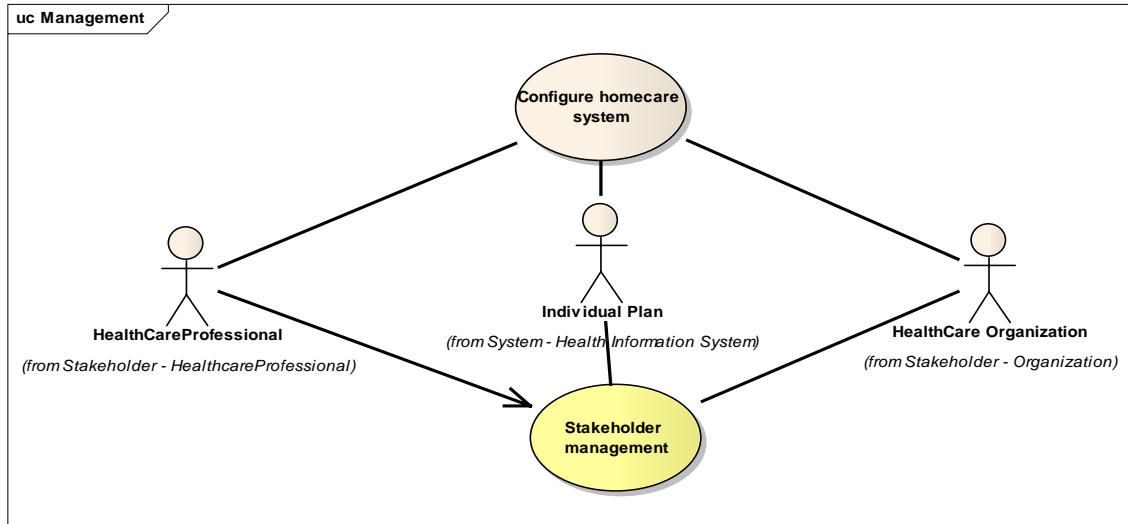 uc Management
Configure homecare
system
HealthCareProfessional
(from Stakeholder - HealthcareProfessional)
Individual Plan
(from System - Health Information System)
HealthCare Organization
(from Stakeholder - Organization)
Stakeholder
management